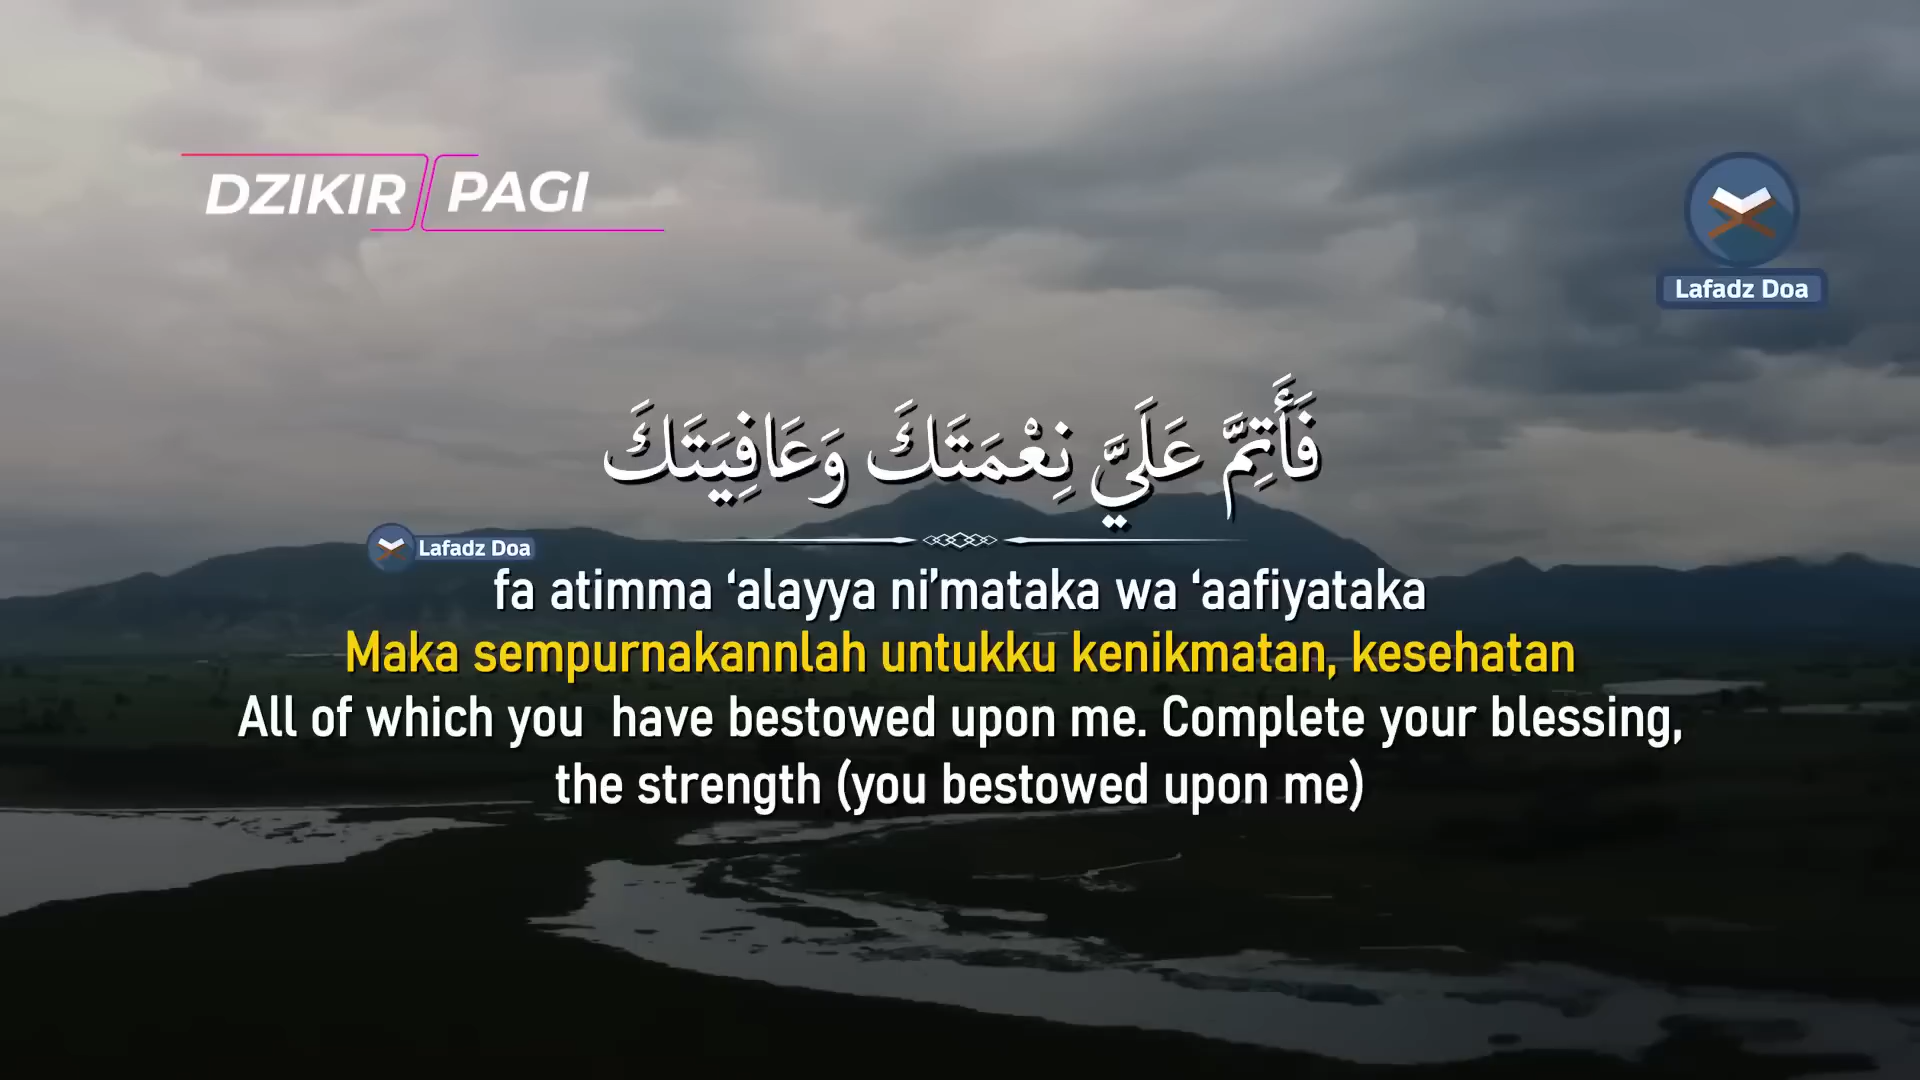 DZIKIR PAGI
Lafadz Doa
فَأَتِمَّ عَلَيَّ نِعْمَتَكَ وَعَافِيَتَكَ
Lafadz Doa
fa atimma ‘alayya ni’mataka wa ‘aafiyataka
Maka sempurnakannlah untukku kenikmatan, kesehatan
All of which you  have bestowed upon me. Complete your blessing,
the strength (you bestowed upon me)